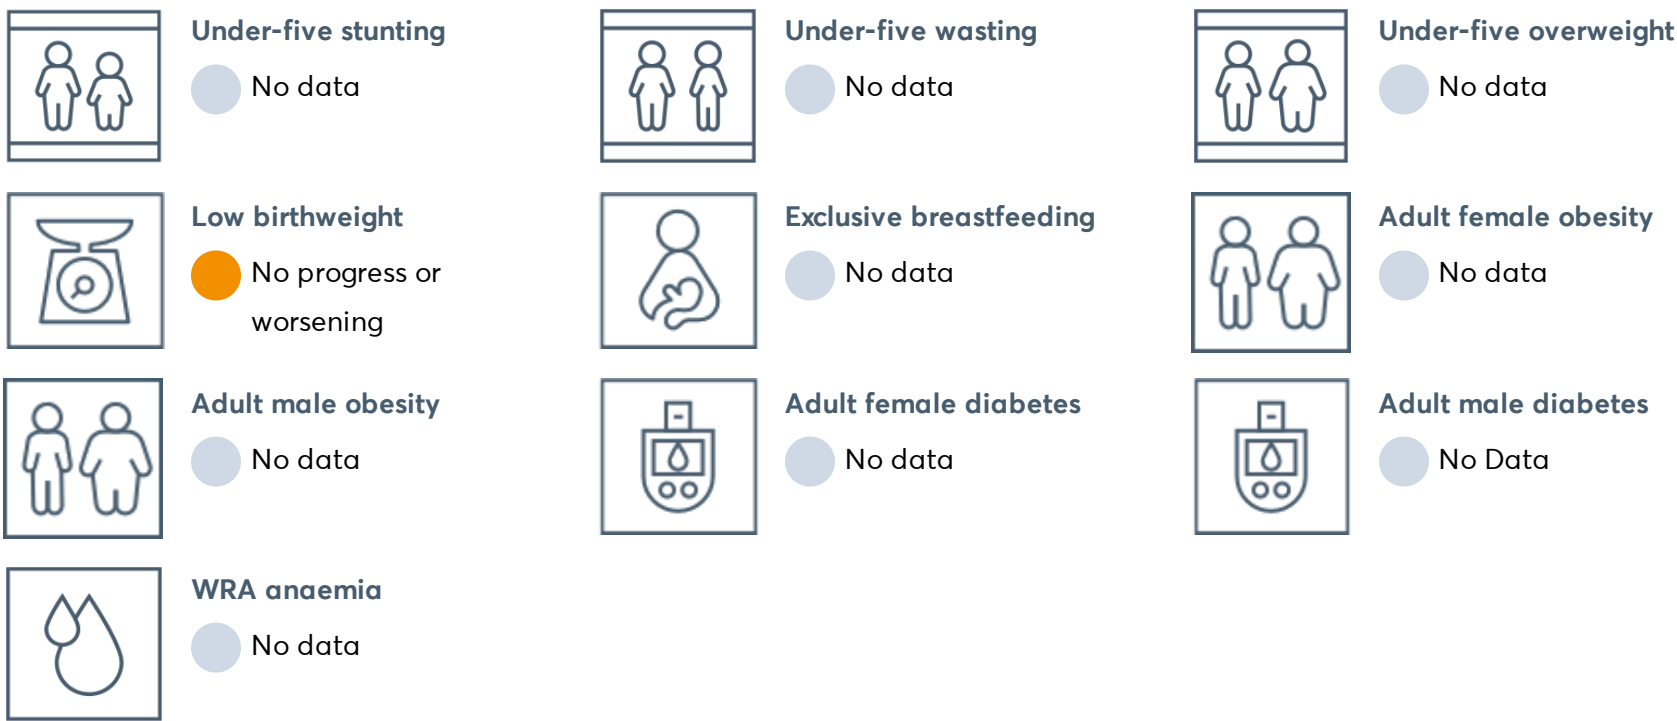 Under-five stunting
No data
Under-five wasting
No data
Under-five overweight
No data
Low birthweight
No progress or
worsening
Exclusive breastfeeding
No data
Adult female obesity
No data
Adult male obesity
No data
Adult female diabetes
No data
Adult male diabetes
No Data
WRA anaemia
No data